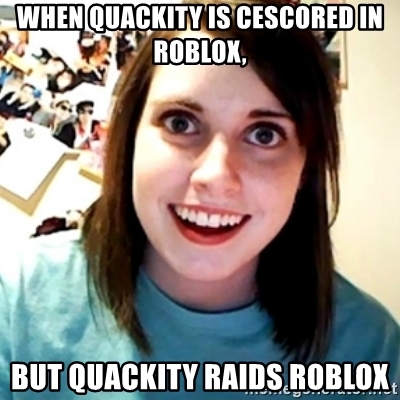 WHEN QUACKITY IS CESCORED IN
ROBLOX,
BUT QUACKITY RAIDS ROBLOX